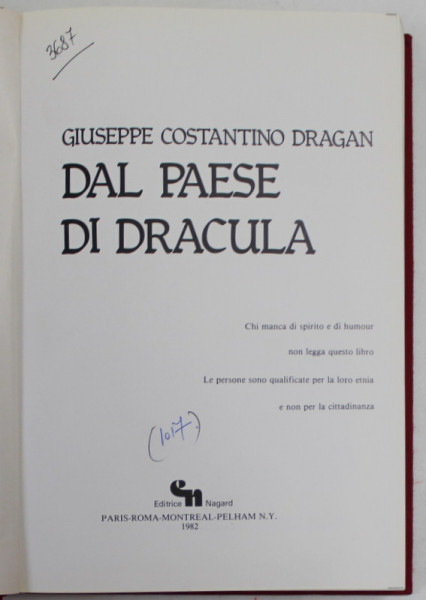 3687
GIUSEPPE COSTANTINO DRAGAN
DAL PAESE
DI DRACULA
Chi manca di spirito e di humour
non legga questo libro
Le persone sono qualificate per la loro etnia
e non per la cittadinanza
(1017)
en
Editrice Nagard
PARIS-ROMA-MONTREAL-PELHAM N.Y.
1982